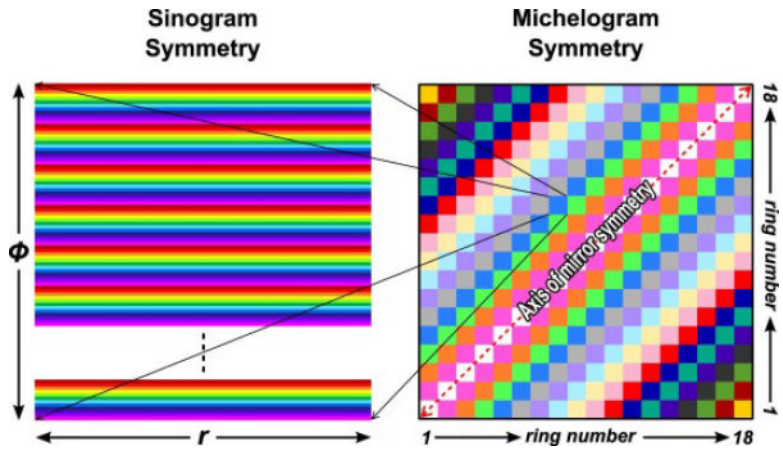 Sinogram
Symmetry
Michelogram
Symmetry
Φ
r
Axis of mirror symmetry
18
ring number
1
1
ring number
18